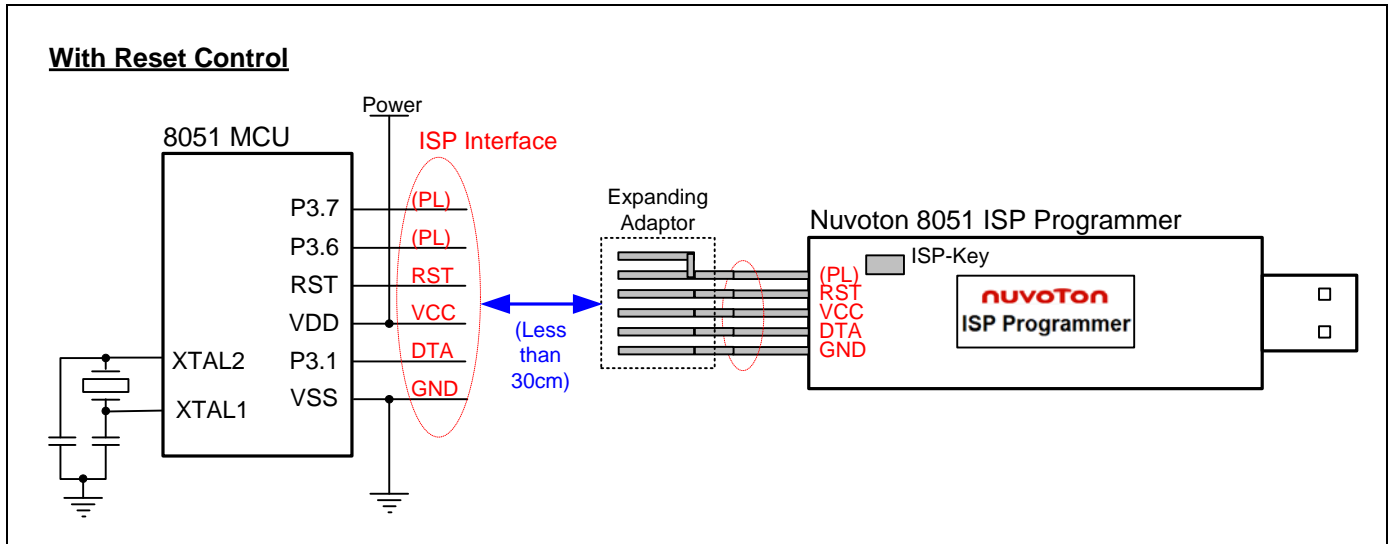 With Reset Control
Power
8051 MCU
ISP Interface
P3.7
(PL)
P3.6
(PL)
RST
RST
VDD
VCC
P3.1
DTA
VSS
GND
XTAL2
XTAL1
(Less
than
30cm)
Expanding
Adaptor
Nuvoton 8051 ISP Programmer
ISP-Key
(PL)
RST
VCC
DTA
GND
nuvoTon
ISP Programmer